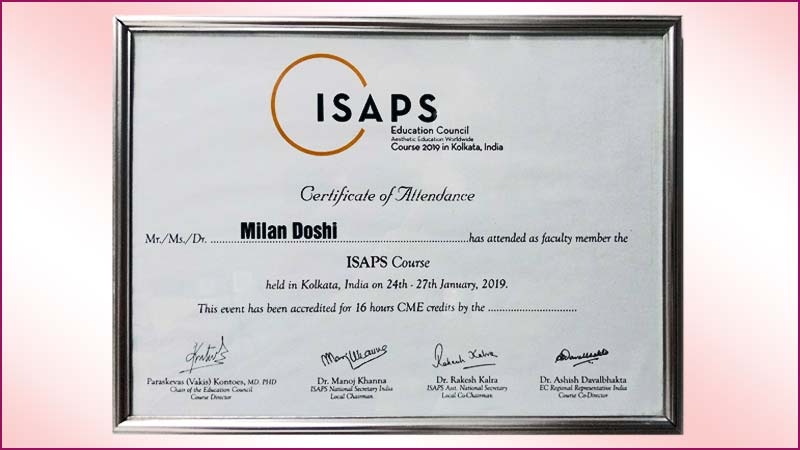 ISAPS
Education Council
Aesthetic Education Worldwide
Course 2019 in Kolkata, India
Certificate of Attendance
Mr./Ms./Dr. ....Milan Doshi....has attended as faculty member the
ISAPS Course
held in Kolkata, India on 24th - 27th January, 2019.
This event has been accredited for 16 hours CME credits by the ............................
Paraskevas (Vakis) Kontoes, MD. PHD
Chair of the Education Council
Course Director
Manoj Khanna
Dr. Manoj Khanna
ISAPS National Secretary India
Local Chairman
Rakesh Kalra
Dr. Rakesh Kalra
ISAPS Asst. National Secretary
Local Co-Chairman
Dr. Ashish Davalbhakta
EC Regional Representative India
Course Co-Director